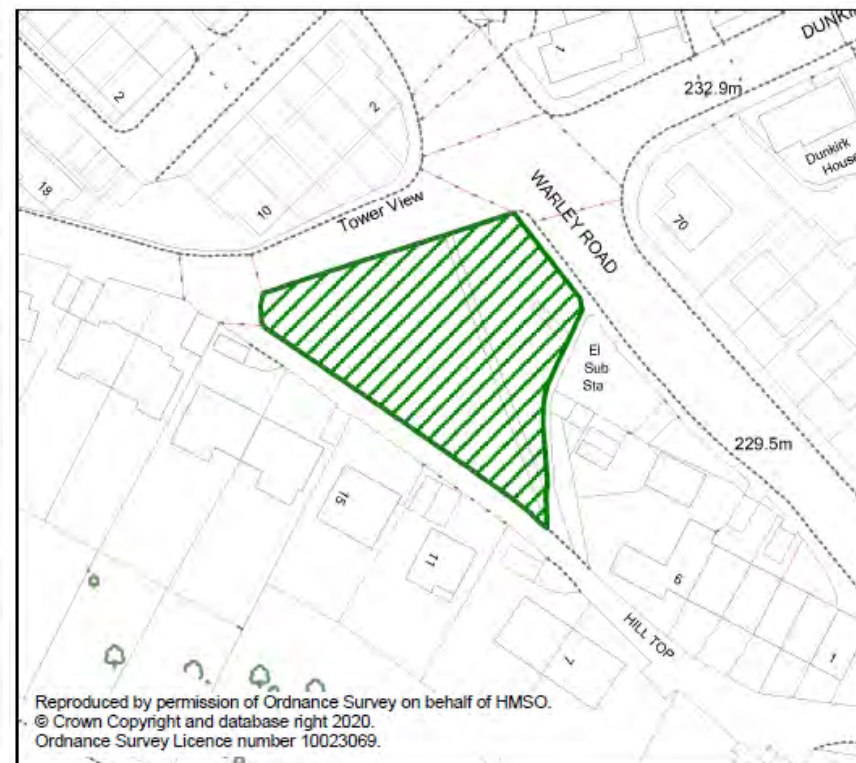 DUNKI
232.9m
1
2
2
Dunkirk
House
WARLEY ROAD
Tower View
70
18
10
El
Sub
Sta
229.5m
15
11
6
HILL TOP
7
1
Reproduced by permission of Ordnance Survey on behalf of HMSO.
© Crown Copyright and database right 2020.
Ordnance Survey Licence number 10023069.